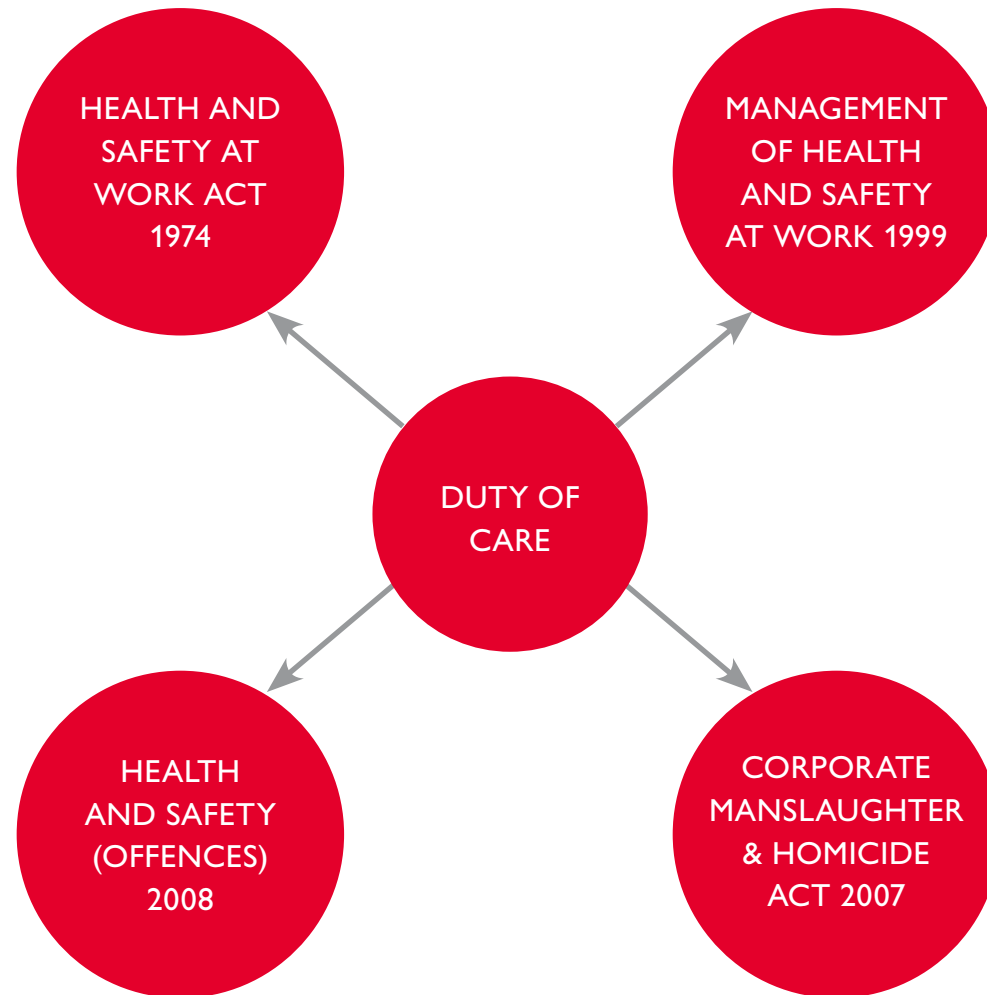 HEALTH AND
SAFETY AT
WORK ACT
1974
MANAGEMENT
OF HEALTH
AND SAFETY
AT WORK 1999
DUTY OF
CARE
HEALTH
AND SAFETY
(OFFENCES)
2008
CORPORATE
MANSLAUGHTER
& HOMICIDE
ACT 2007